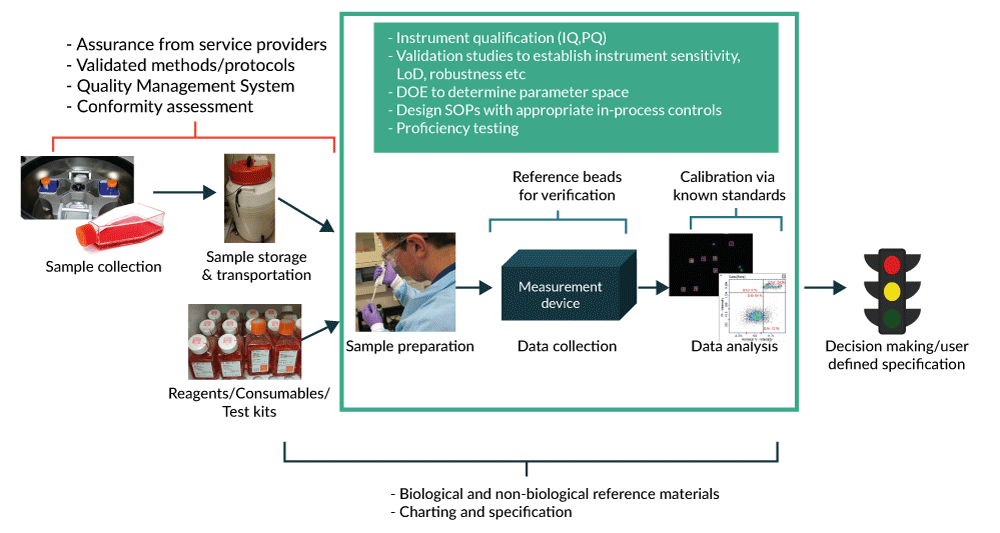 - Assurance from service providers
- Validated methods/protocols
- Quality Management System
- Conformity assessment
- Instrument qualification (IQ,PQ)
- Validation studies to establish instrument sensitivity,
LoD, robustness etc
- DOE to determine parameter space
- Design SOPs with appropriate in-process controls
- Proficiency testing
Reference beads
for verification
Calibration via
known standards
Sample collection
Sample storage
& transportation
Measurement
device
Sample preparation
Data collection
Data analysis
Decision making/user
defined specification
Reagents/Consumables/
Test kits
- Biological and non-biological reference materials
- Charting and specification